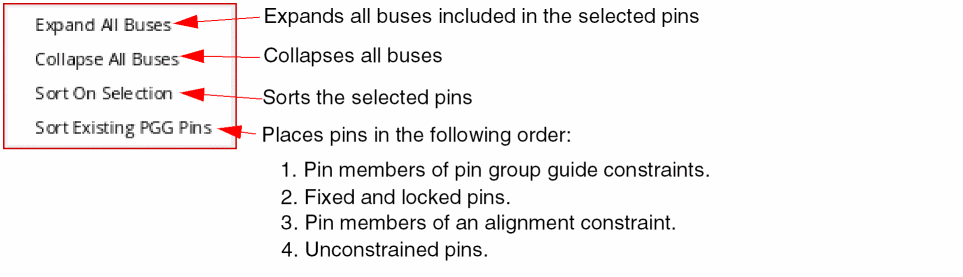 Expand All Buses
Expands all buses included in the selected pins
Collapse All Buses
Collapses all buses
Sort On Selection
Sorts the selected pins
Sort Existing PGG Pins
Places pins in the following order:
1. Pin members of pin group guide constraints.
2. Fixed and locked pins.
3. Pin members of an alignment constraint.
4. Unconstrained pins.